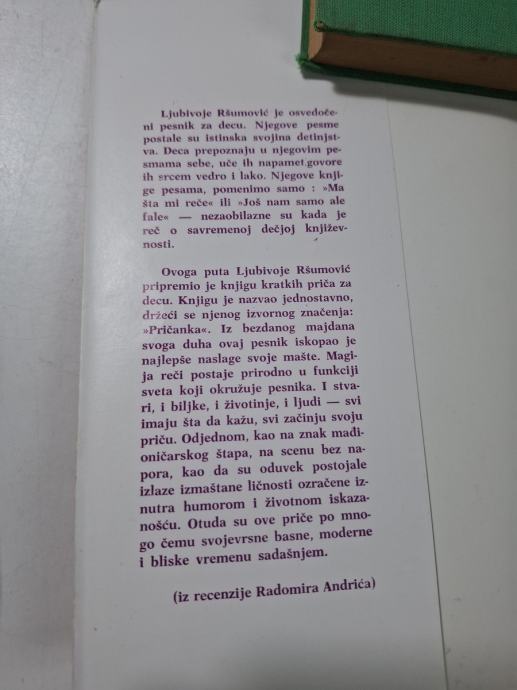 Ljubivoje Ršumović je osvedoče-
ni pesnik za decu. Njegove pesme
postale su istinska svojina detinjst-
va. Deca prepoznaju u njegovim pe-
smama sebe, uče ih napamet,govore
ih srcem vedro i lako. Njegove knji-
ge pesama, pomenimo samo : »Ma
šta mi reče« ili »Još nam samo ale
fale« — nezaobilazne su kada je
reč o savremenoj dečjoj književ-
nosti.
Ovoga puta Ljubivoje Ršumović
pripremio je knjigu kratkih priča za
decu. Knjigu je nazvao jednostavno,
držeći se njenog izvornog značenja:
»Pričanka«. Iz bezdanog majdana
svoga duha ovaj pesnik iskopao je
najlepše naslage svoje mašte. Magi-
ja reči postaje prirodno u funkciji
sveta koji okružuje pesnika. I stva-
ri, i biljke, i životinje, i ljudi — svi
imaju šta da kažu, svi začinju svoju
priču. Odjednom, kao na znak mađi-
oničarskog štapa, na scenu bez na-
pora, kao da su oduvek postojale
izlaze izmaštane ličnosti ozračene iz-
nutra humorom i životnom iskaza-
nošću. Otuda su ove priče po mno-
go čemu svojevrsne basne, moderne
i bliske vremenu sadašnjem.
(iz recenzije Radomira Andrića)